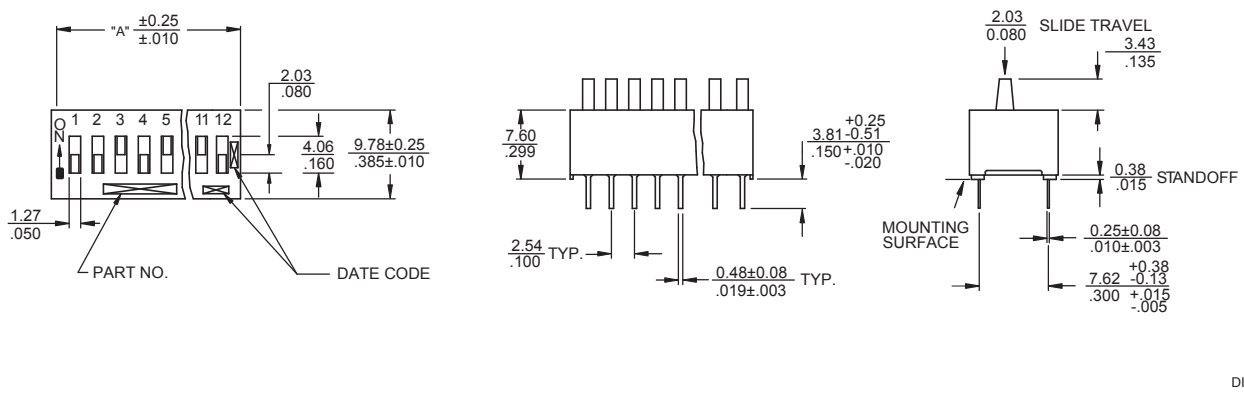 "A" ±0.25
±.010
2.03
.080
O
N
1 2 3 4 5 11 12
4.06
.160
9.78±0.25
.385±.010
1.27
.050
PART NO.
DATE CODE
7.60
.299
+0.25
3.81-0.51
.150+.010
-.020
2.54 TYP.
.100
0.48±0.08 TYP.
.019±.003
2.03 SLIDE TRAVEL
0.080
3.43
.135
0.38 STANDOFF
.015
MOUNTING
SURFACE
0.25±0.08
.010±.003
+0.38
7.62 -0.13
.300 +.015
-.005
DI